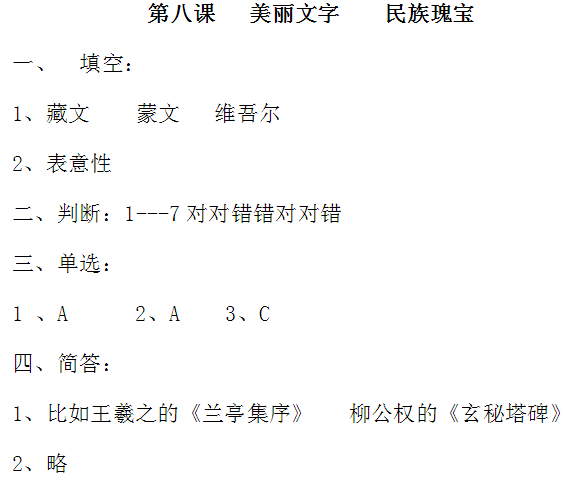 第八课 美丽文字 民族瑰宝
一、 填空：
1、藏文 蒙文 维吾尔
2、表意性
二、判断：1---7对对错错对对错
三、单选：
1 、A 2、A 3、C
四、简答：
1、比如王羲之的《兰亭集序》 柳公权的《玄秘塔碑》
2、略